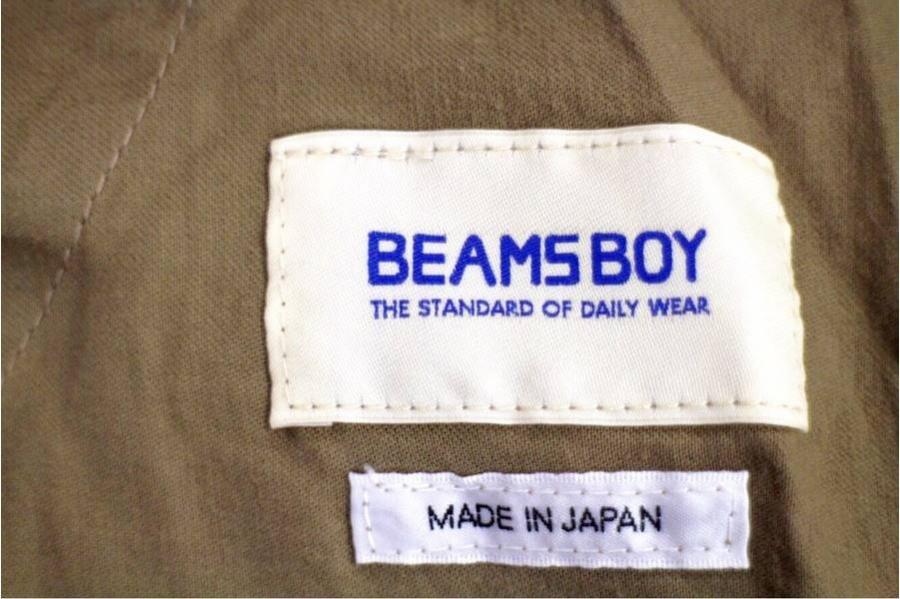 BEAMS BOY
THE STANDARD OF DAILY WEAR
MADE IN JAPAN